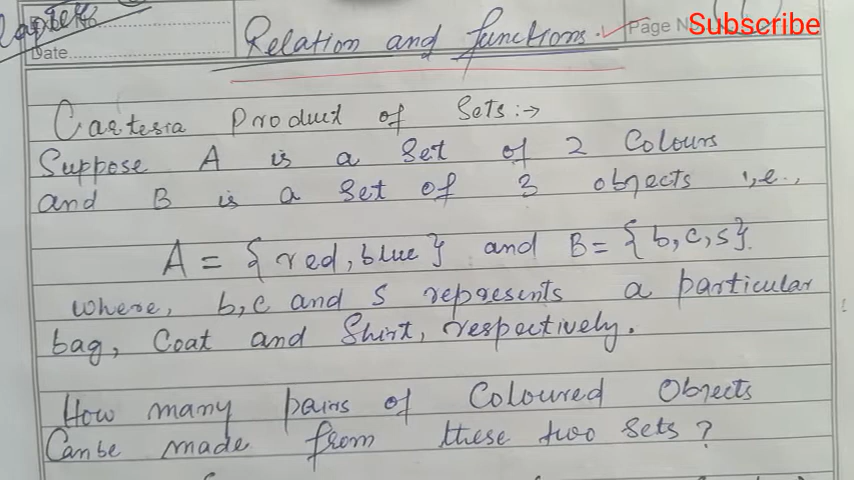 Relation and functions.
Page No.
Subscribe
Date
Cartesia Product of Sets:→
Suppose A is a set of 2 Colours
and B is a set of 3 objects i.e.,
A = {red, blue} and B = {b, c, s}.
where, b, c and s represents a particular
bag, Coat and Shirt, respectively.
How many pairs of Coloured Objects
Can be made from these two sets?